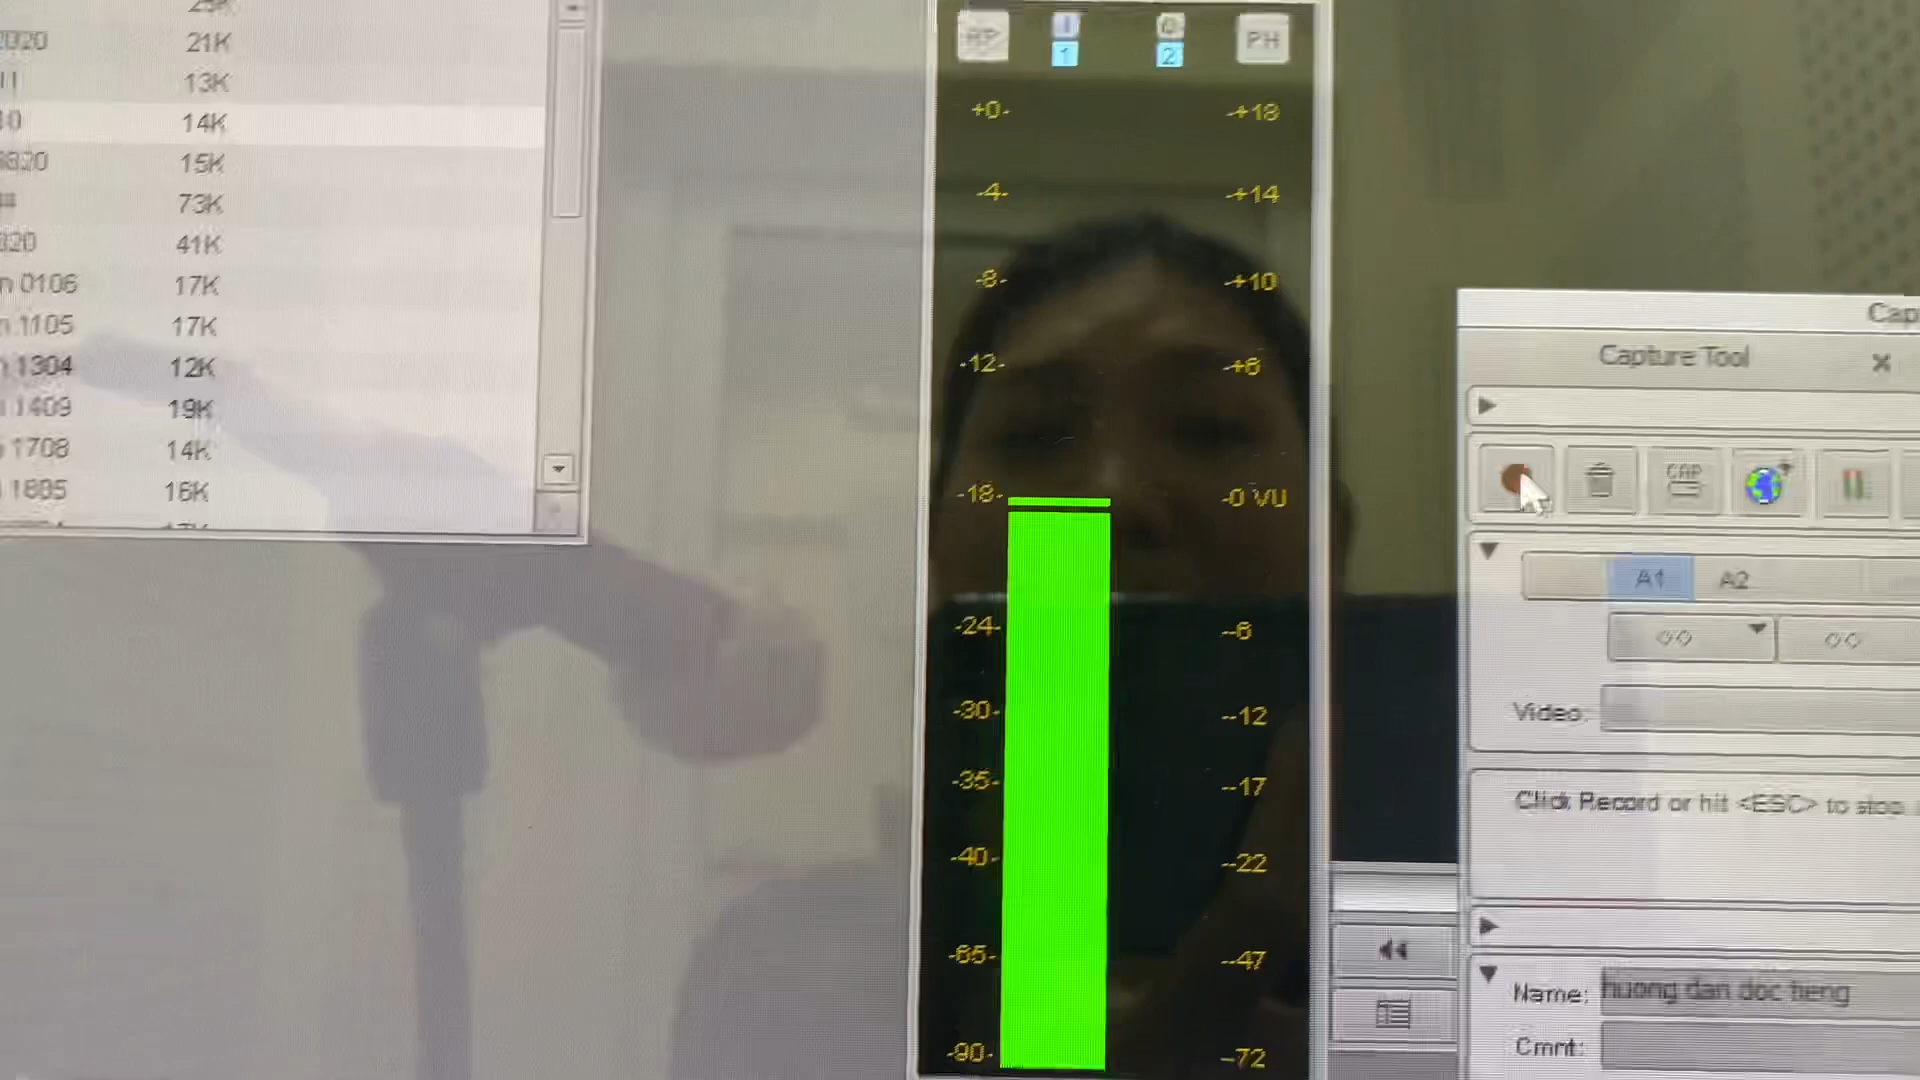 21K
13K
14K
15K
73K
41K
0106 17K
1105 17K
1304 12K
1409 19K
1708 14K
1605 16K
PH
1
2
+0- -+18
-4- -+14
-8- -+10
-12- -+6
-18- -0 VU
-24- --6
-30- --12
-35- --17
-40- --22
-65- --47
-90- --72
Capture Tool
CAP
A1 A2
Video:
Click Record or hit <ESC> to stop
Name: huong dan doc tieng
Cmnt: